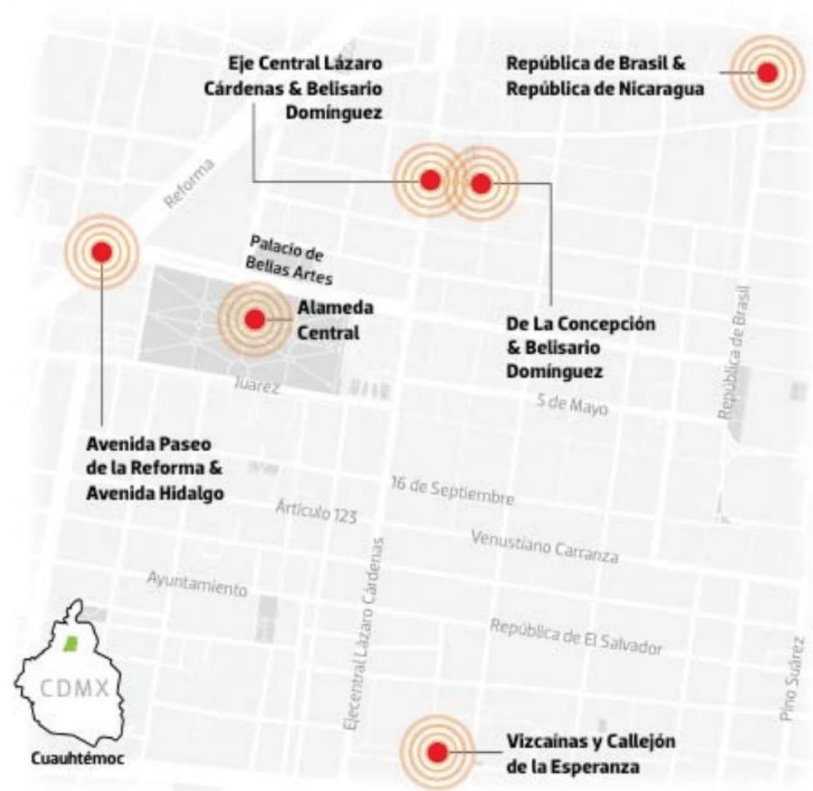 Eje Central Lázaro
Cárdenas & Belisario
Domínguez
República de Brasil &
República de Nicaragua
Reforma
Palacio de
Bellas Artes
Alameda
Central
De La Concepción
& Belisario
Domínguez
República de Brasil
Juarez
5 de Mayo
Avenida Paseo
de la Reforma &
Avenida Hidalgo
16 de Septiembre
Artículo 123
Venustiano Carranza
Ayuntamiento
Ejecentral Lázaro Cárdenas
República de El Salvador
Pino Suárez
CDMX
Cuauhtémoc
Vizcaínas y Callejón
de la Esperanza